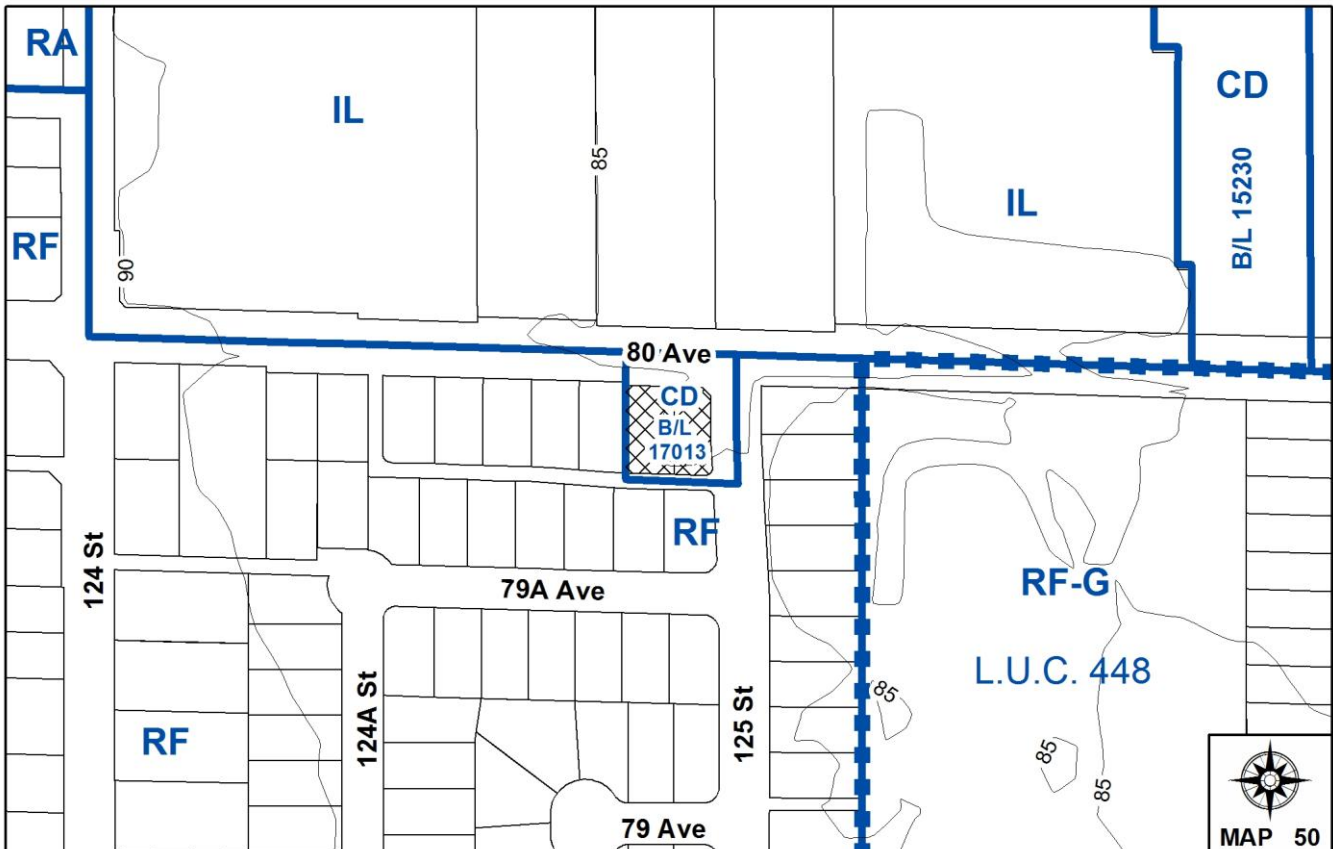 RA
IL
CD
B/L 15230
85
IL
RF
90
80 Ave
CD
B/L
17013
RF
124 St
79A Ave
RF-G
L.U.C. 448
124A St
125 St
85
RF
85
85
79 Ave
MAP 50